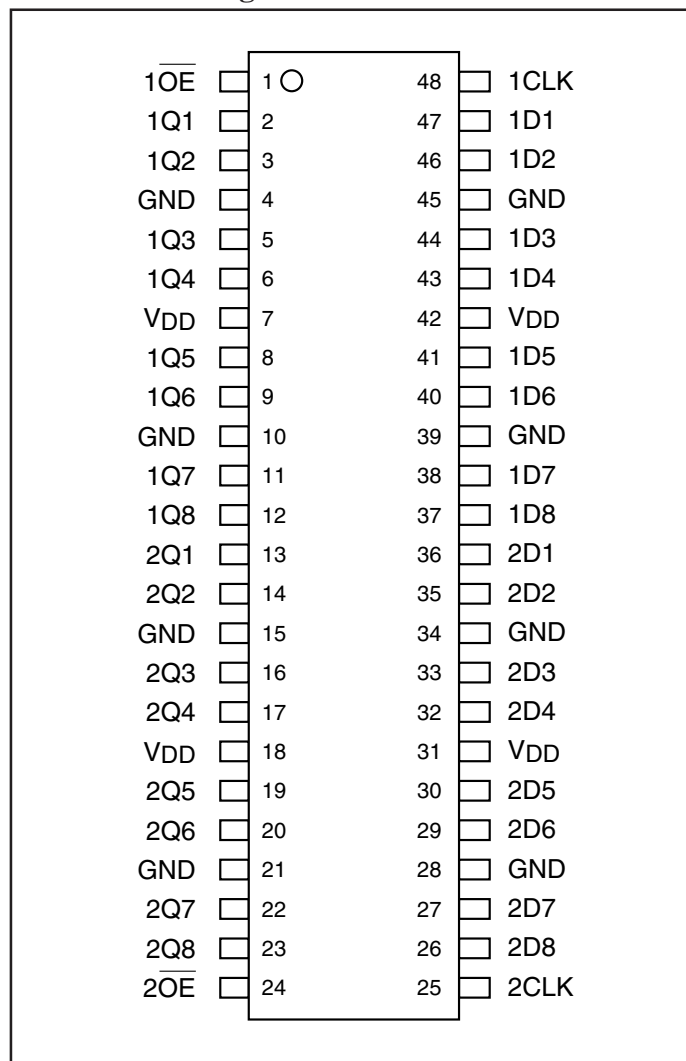 1O̅E̅ 1 48 1CLK
1Q1 2 47 1D1
1Q2 3 46 1D2
GND 4 45 GND
1Q3 5 44 1D3
1Q4 6 43 1D4
VDD 7 42 VDD
1Q5 8 41 1D5
1Q6 9 40 1D6
GND 10 39 GND
1Q7 11 38 1D7
1Q8 12 37 1D8
2Q1 13 36 2D1
2Q2 14 35 2D2
GND 15 34 GND
2Q3 16 33 2D3
2Q4 17 32 2D4
VDD 18 31 VDD
2Q5 19 30 2D5
2Q6 20 29 2D6
GND 21 28 GND
2Q7 22 27 2D7
2Q8 23 26 2D8
2O̅E̅ 24 25 2CLK